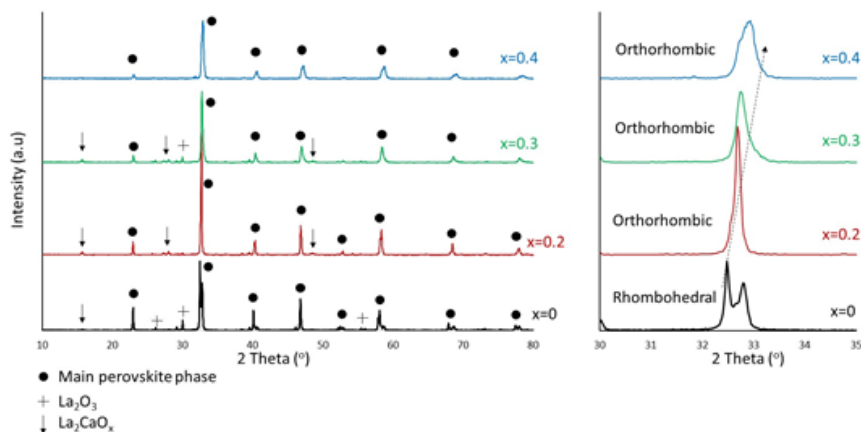 x=0.4
x=0.3
x=0.2
x=0
Intensity (a.u)
10 20 30 40 50 60 70 80
2 Theta (°)
● Main perovskite phase
+ La₂O₃
↓ La₂CaOₓ
Orthorhombic x=0.4
Orthorhombic x=0.3
Orthorhombic x=0.2
Rhombohedral x=0
30 31 32 33 34 35
2 Theta (°)